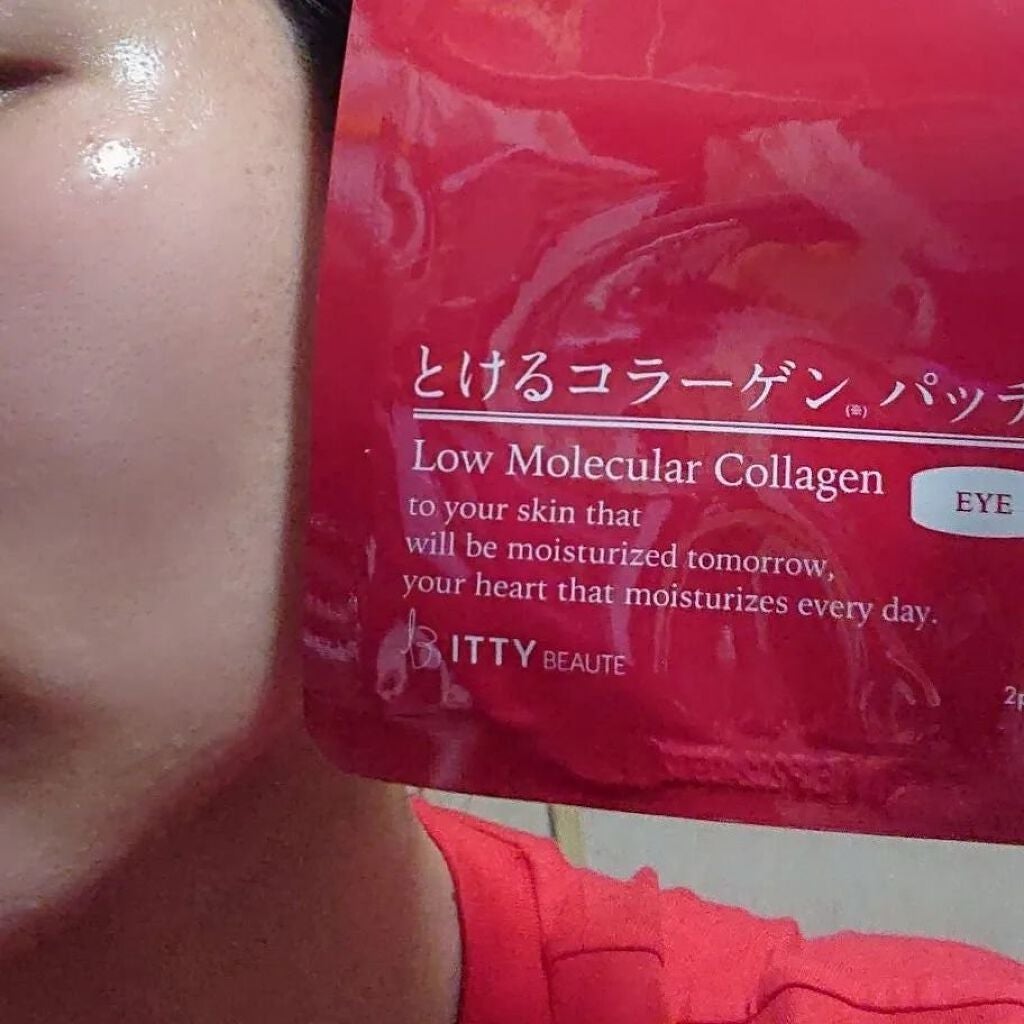 とけるコラーゲン(※)パッチ
Low Molecular Collagen
EYE
to your skin that
will be moisturized tomorrow,
your heart that moisturizes every day.
B ITTY BEAUTE